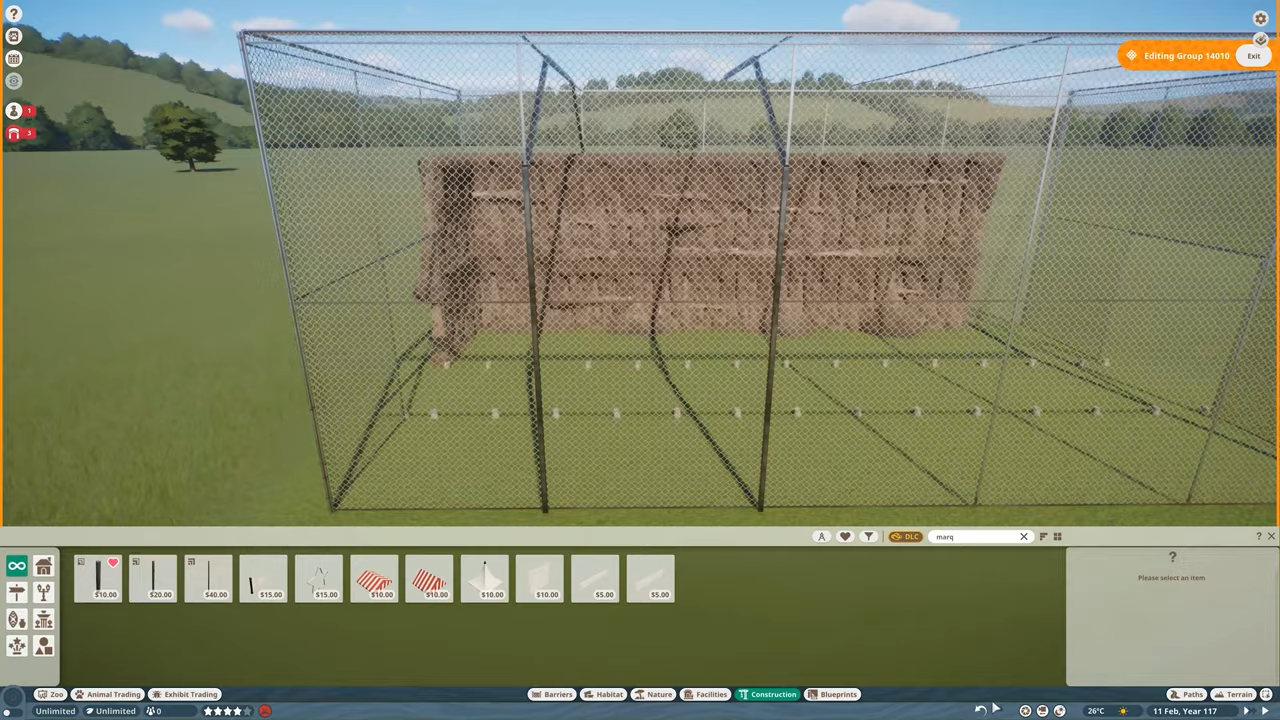 ?
Editing Group 14010
Exit
1
3
DLC
marq
?
$10.00
$20.00
$40.00
$15.00
$15.00
$10.00
$10.00
$10.00
$10.00
$5.00
$5.00
?
Please select an item
Zoo
Animal Trading
Exhibit Trading
Barriers
Habitat
Nature
Facilities
Construction
Blueprints
Paths
Terrain
Unlimited
Unlimited
0
26°C
11 Feb, Year 117